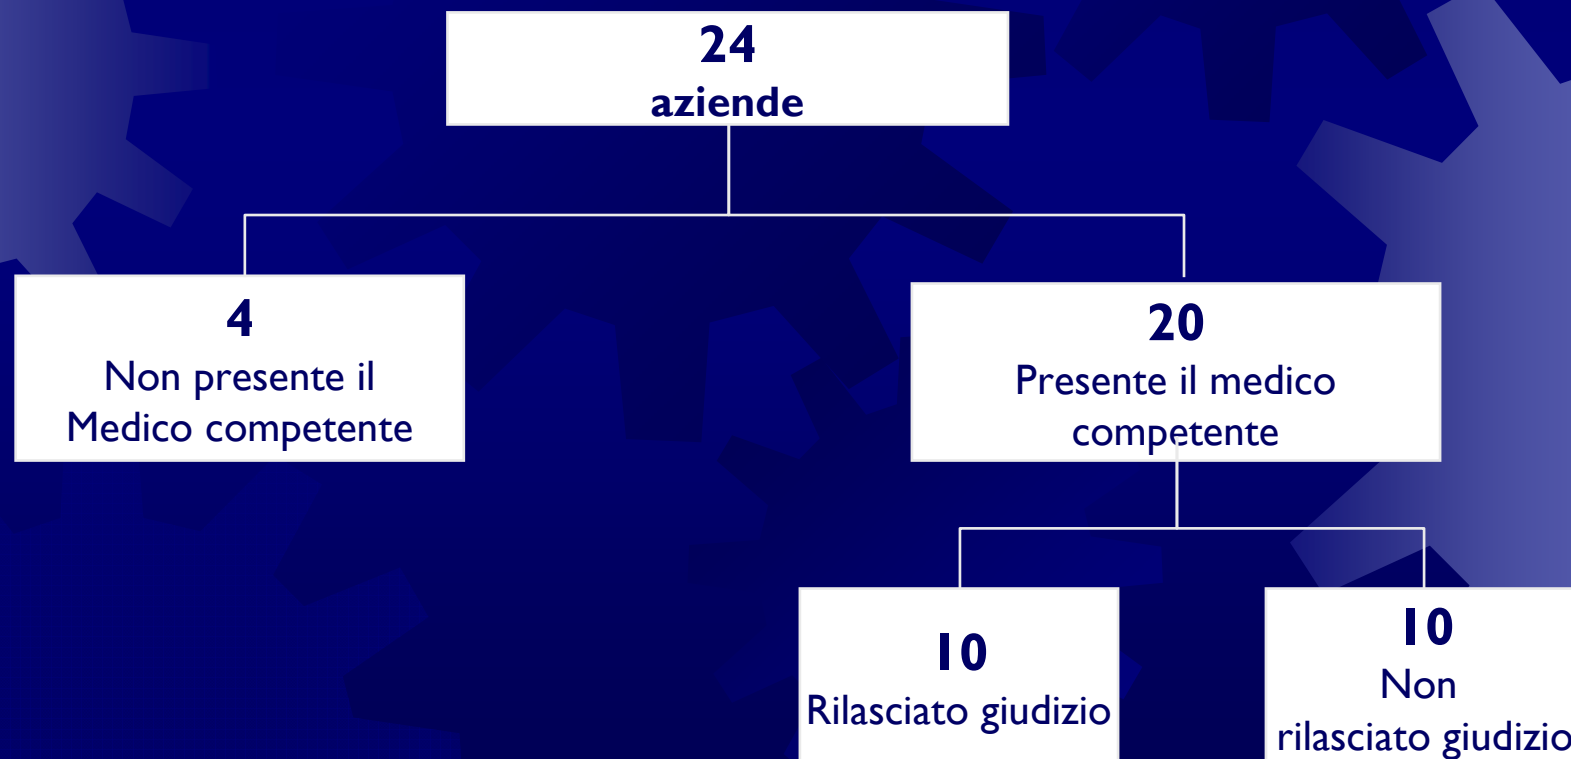 24
aziende
4
Non presente il
Medico competente
20
Presente il medico
competente
10
Rilasciato giudizio
10
Non
rilasciato giudizio